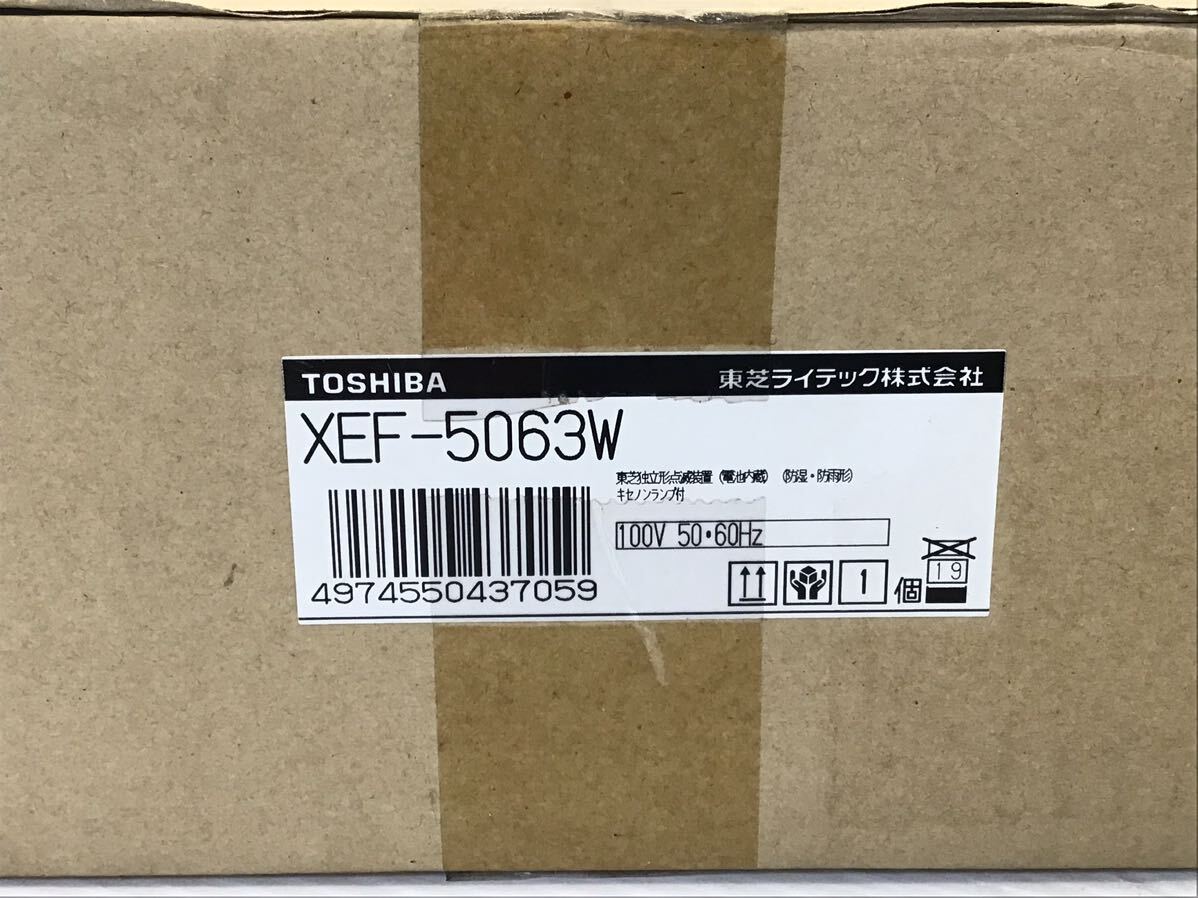 TOSHIBA 東芝ライテック株式会社
XEF-5063W
東芝独立形点滅装置(電池内蔵) (防湿・防雨形)
キセノンランプ付
100V 50・60Hz
4974550437059
1 個 19